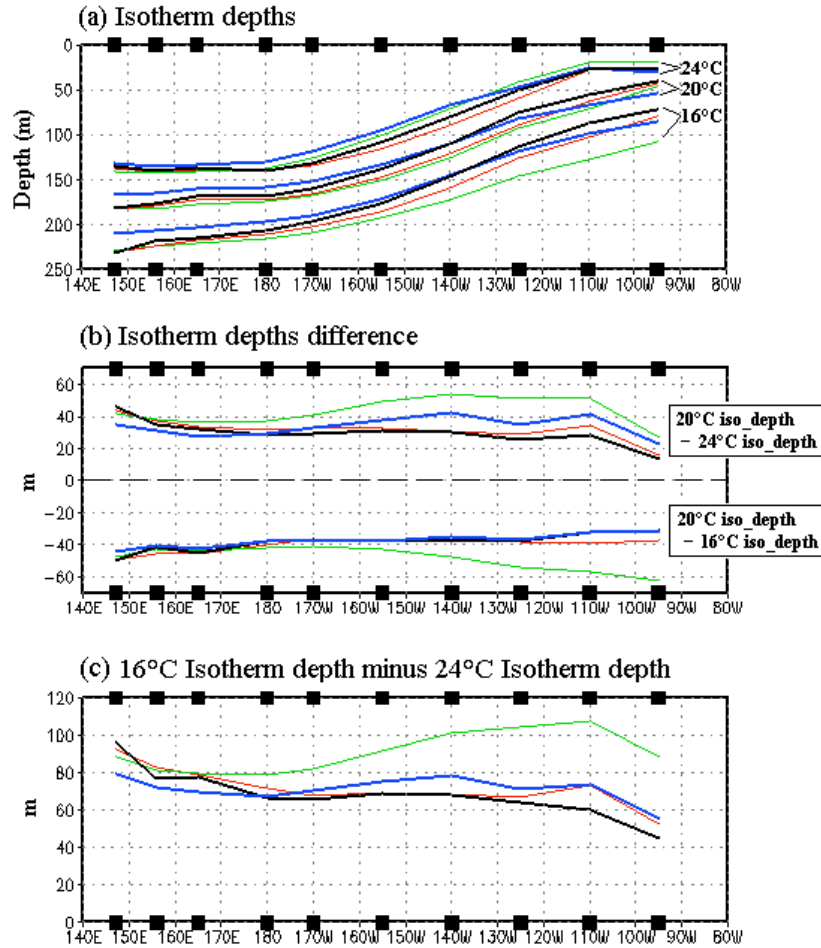 (a) Isotherm depths
Depth (m)
0
50
100
150
200
250
24°C
20°C
16°C
140E 150E 160E 170E 180 170W 160W 150W 140W 130W 120W 110W 100W 90W 80W
(b) Isotherm depths difference
m
60
40
20
0
−20
−40
−60
20°C iso_depth
− 24°C iso_depth
20°C iso_depth
− 16°C iso_depth
140E 150E 160E 170E 180 170W 160W 150W 140W 130W 120W 110W 100W 90W 80W
(c) 16°C Isotherm depth minus 24°C Isotherm depth
m
120
100
80
60
40
20
0
140E 150E 160E 170E 180 170W 160W 150W 140W 130W 120W 110W 100W 90W 80W